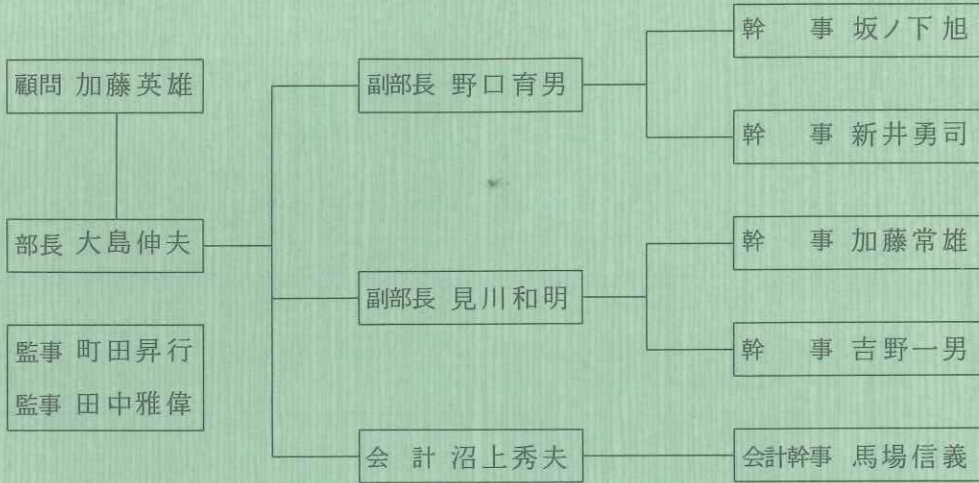 顧問 加藤英雄
部長 大島伸夫
監事 町田昇行
監事 田中雅偉
副部長 野口育男
副部長 見川和明
会 計 沼上秀夫
幹 事 坂ノ下旭
幹 事 新井勇司
幹 事 加藤常雄
幹 事 吉野一男
会計幹事 馬場信義